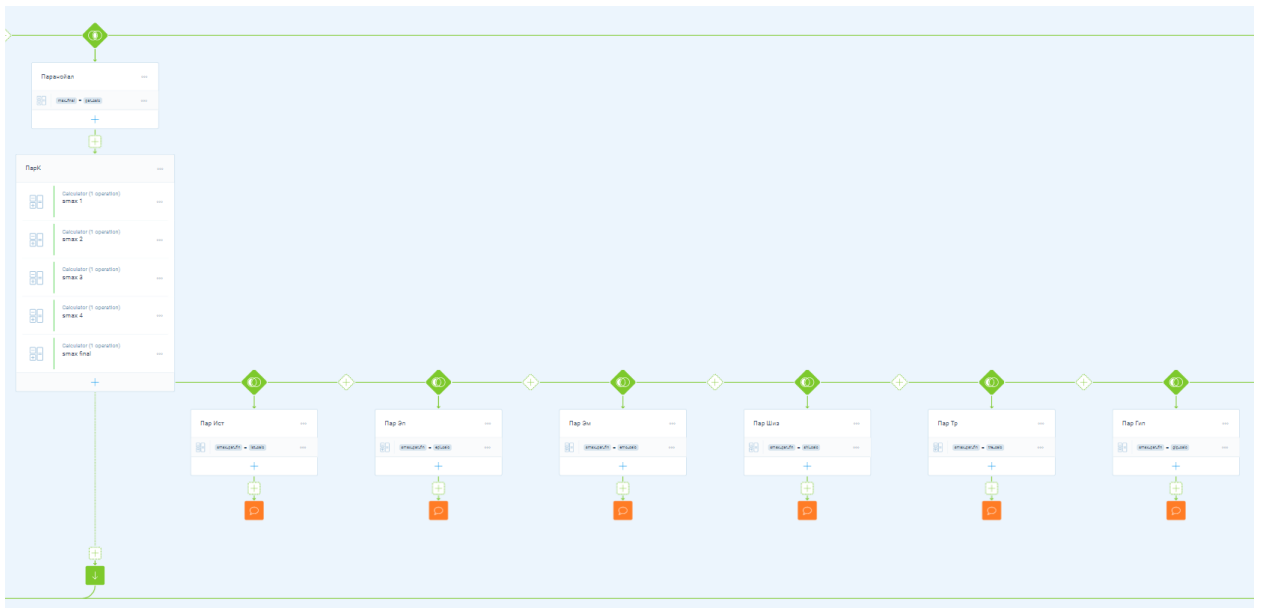 Паранойял
ПарК
Calculator (1 operation)
smax 1
Calculator (1 operation)
smax 2
Calculator (1 operation)
smax 3
Calculator (1 operation)
smax 4
Calculator (1 operation)
smax final
Пар Ист
Пар Эп
Пар Эм
Пар Шиз
Пар Тр
Пар Гип